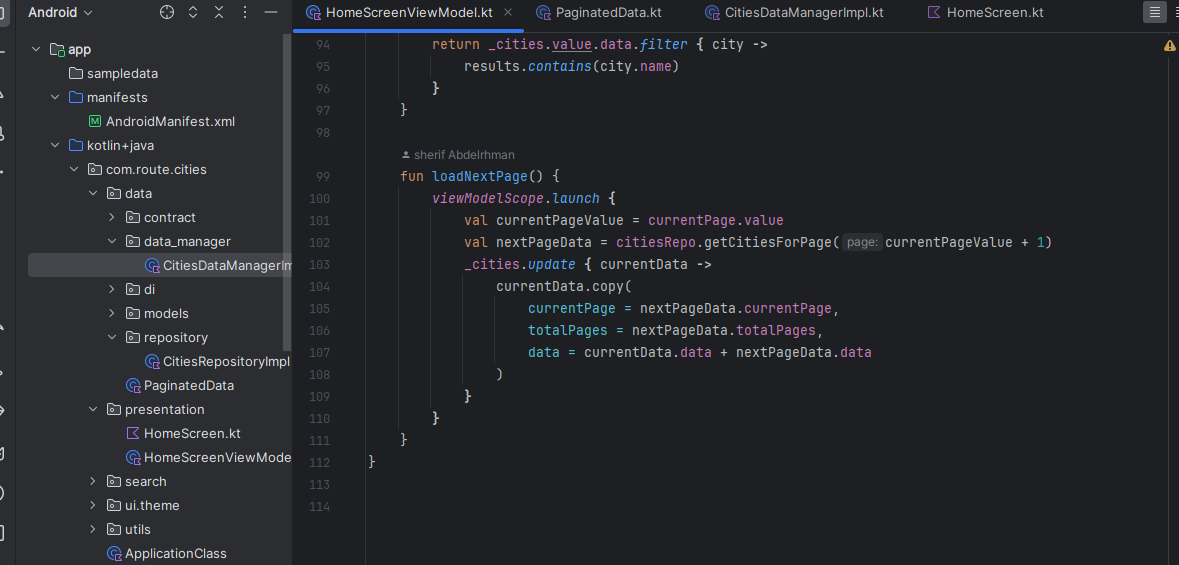 Android
HomeScreenViewModel.kt
PaginatedData.kt
CitiesDataManagerImpl.kt
HomeScreen.kt
app
sampledata
manifests
AndroidManifest.xml
kotlin+java
com.route.cities
data
contract
data_manager
CitiesDataManagerIm
di
models
repository
CitiesRepositoryImpl
PaginatedData
presentation
HomeScreen.kt
HomeScreenViewMode
search
ui.theme
utils
ApplicationClass
94 return _cities.value.data.filter { city ->
95 results.contains(city.name)
96 }
97 }
98
sherif Abdelrhman
99 fun loadNextPage() {
100 viewModelScope.launch {
101 val currentPageValue = currentPage.value
102 val nextPageData = citiesRepo.getCitiesForPage( page: currentPageValue + 1)
103 _cities.update { currentData ->
104 currentData.copy(
105 currentPage = nextPageData.currentPage,
106 totalPages = nextPageData.totalPages,
107 data = currentData.data + nextPageData.data
108 )
109 }
110 }
111 }
112 }
113
114